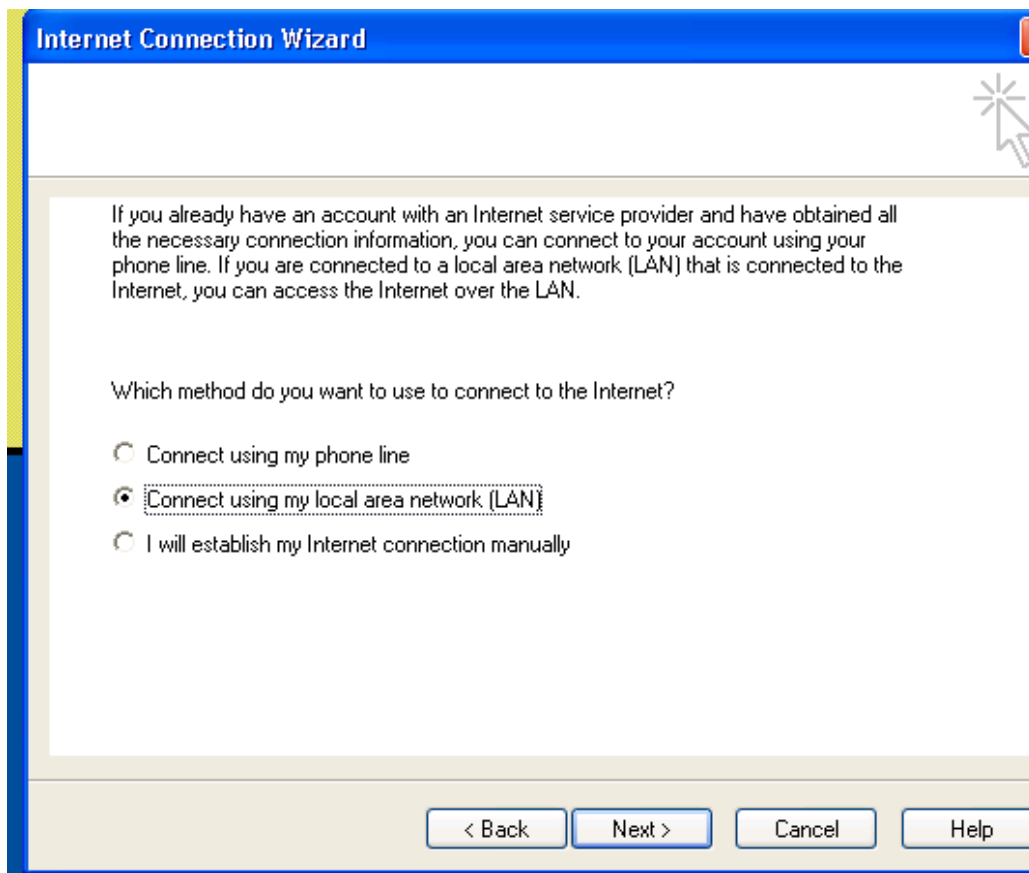 Internet Connection Wizard
If you already have an account with an Internet service provider and have obtained all
the necessary connection information, you can connect to your account using your
phone line. If you are connected to a local area network (LAN) that is connected to the
Internet, you can access the Internet over the LAN.
Which method do you want to use to connect to the Internet?
Connect using my phone line
Connect using my local area network (LAN)
I will establish my Internet connection manually
< Back Next > Cancel Help